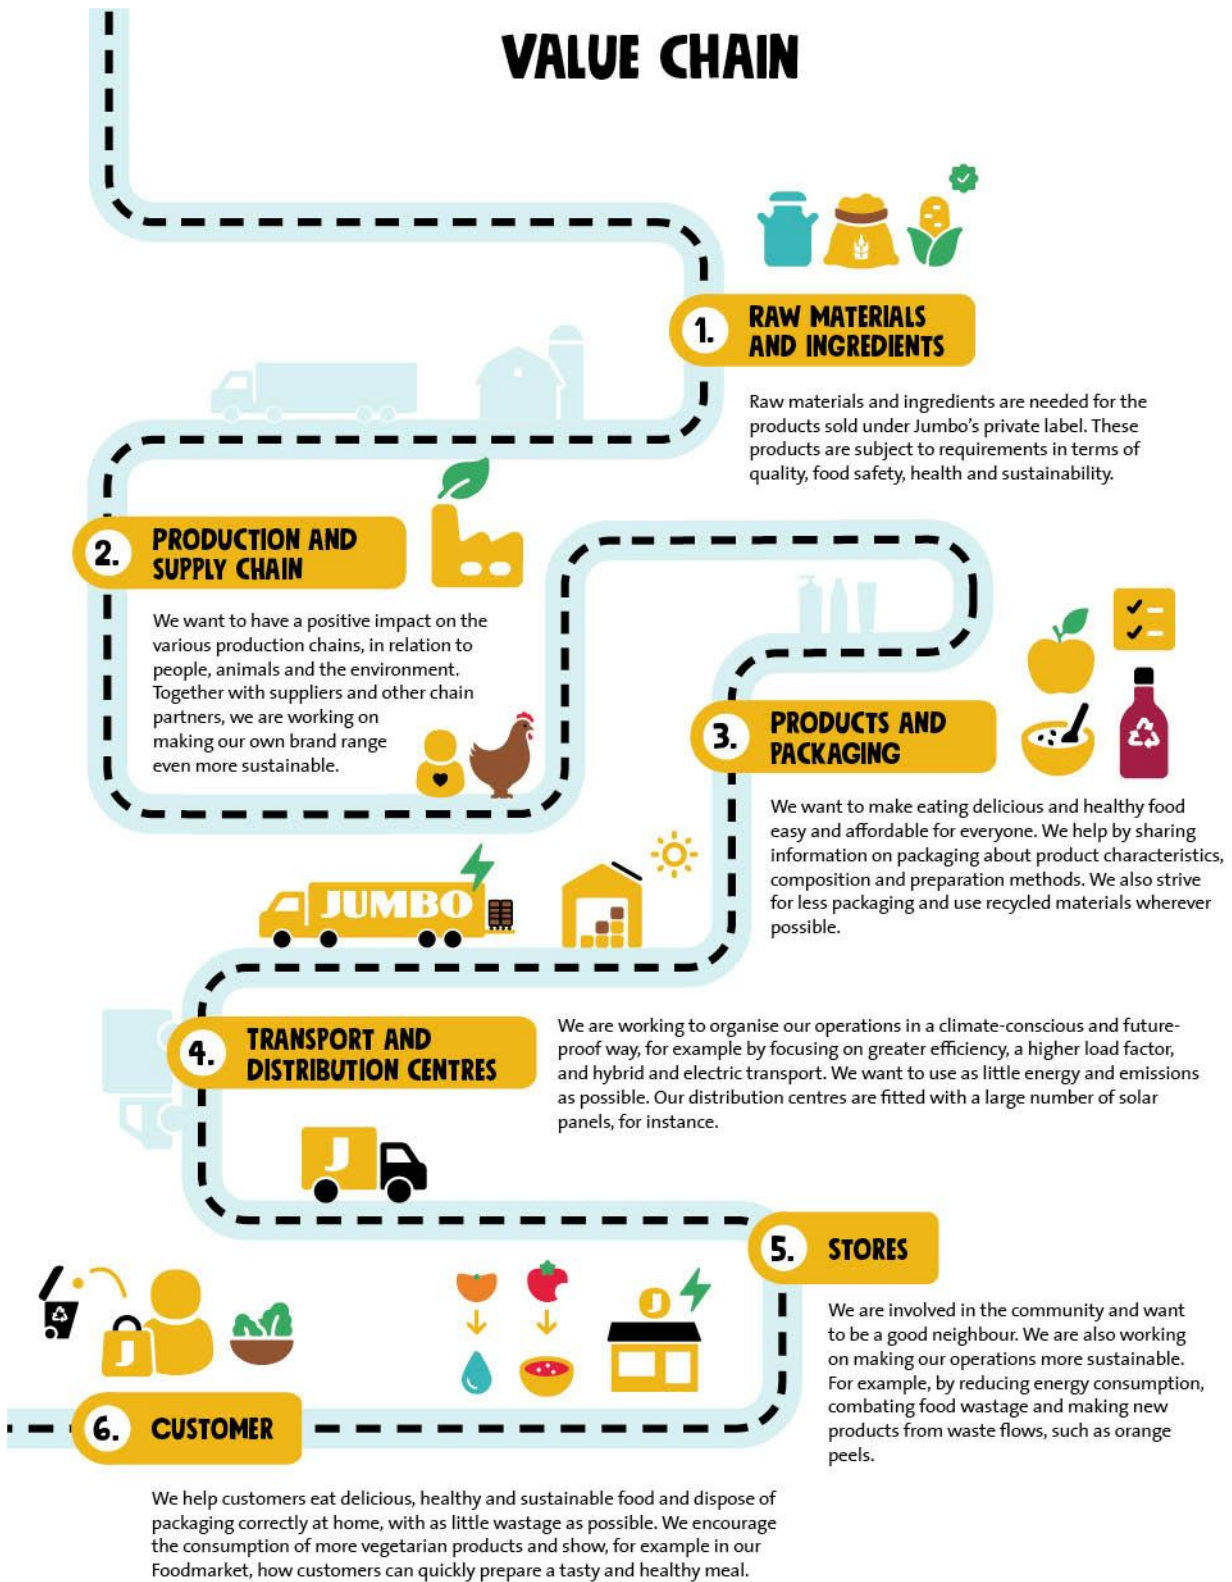 VALUE CHAIN
1.
RAW MATERIALS
AND INGREDIENTS
Raw materials and ingredients are needed for the
products sold under Jumbo's private label. These
products are subject to requirements in terms of
quality, food safety, health and sustainability.
2.
PRODUCTION AND
SUPPLY CHAIN
We want to have a positive impact on the
various production chains, in relation to
people, animals and the environment.
Together with suppliers and other chain
partners, we are working on
making our own brand range
even more sustainable.
3.
PRODUCTS AND
PACKAGING
We want to make eating delicious and healthy food
easy and affordable for everyone. We help by sharing
information on packaging about product characteristics,
composition and preparation methods. We also strive
for less packaging and use recycled materials wherever
possible.
JUMBO
4.
TRANSPORT AND
DISTRIBUTION CENTRES
We are working to organise our operations in a climate-conscious and future-
proof way, for example by focusing on greater efficiency, a higher load factor,
and hybrid and electric transport. We want to use as little energy and emissions
as possible. Our distribution centres are fitted with a large number of solar
panels, for instance.
J
5.
STORES
We are involved in the community and want
to be a good neighbour. We are also working
on making our operations more sustainable.
For example, by reducing energy consumption,
combating food wastage and making new
products from waste flows, such as orange
peels.
J
J
6.
CUSTOMER
We help customers eat delicious, healthy and sustainable food and dispose of
packaging correctly at home, with as little wastage as possible. We encourage
the consumption of more vegetarian products and show, for example in our
Foodmarket, how customers can quickly prepare a tasty and healthy meal.